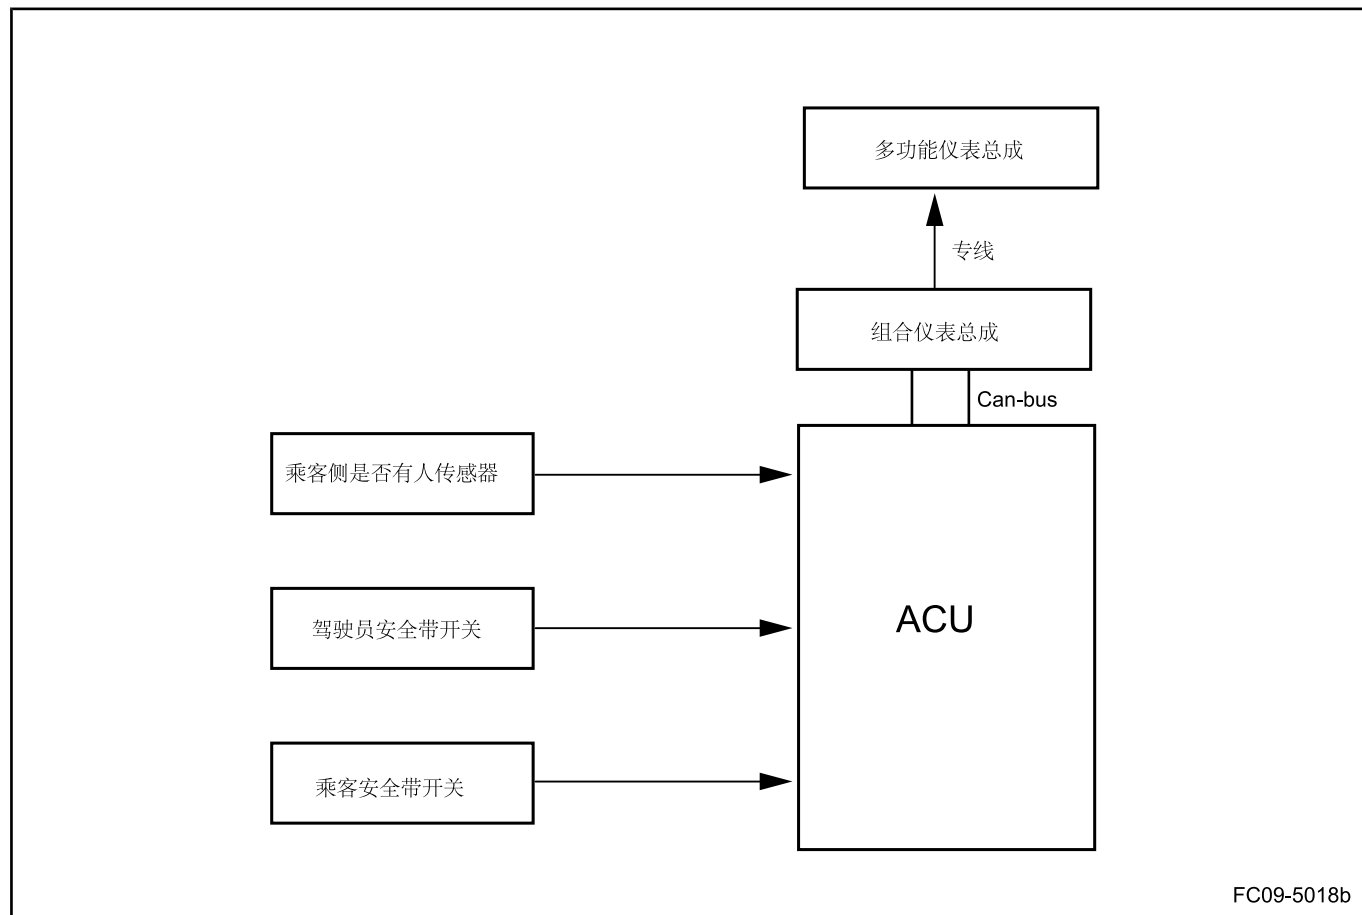 多功能仪表总成
专线
组合仪表总成
Can-bus
乘客侧是否有人传感器
ACU
驾驶员安全带开关
乘客安全带开关
FC09-5018b